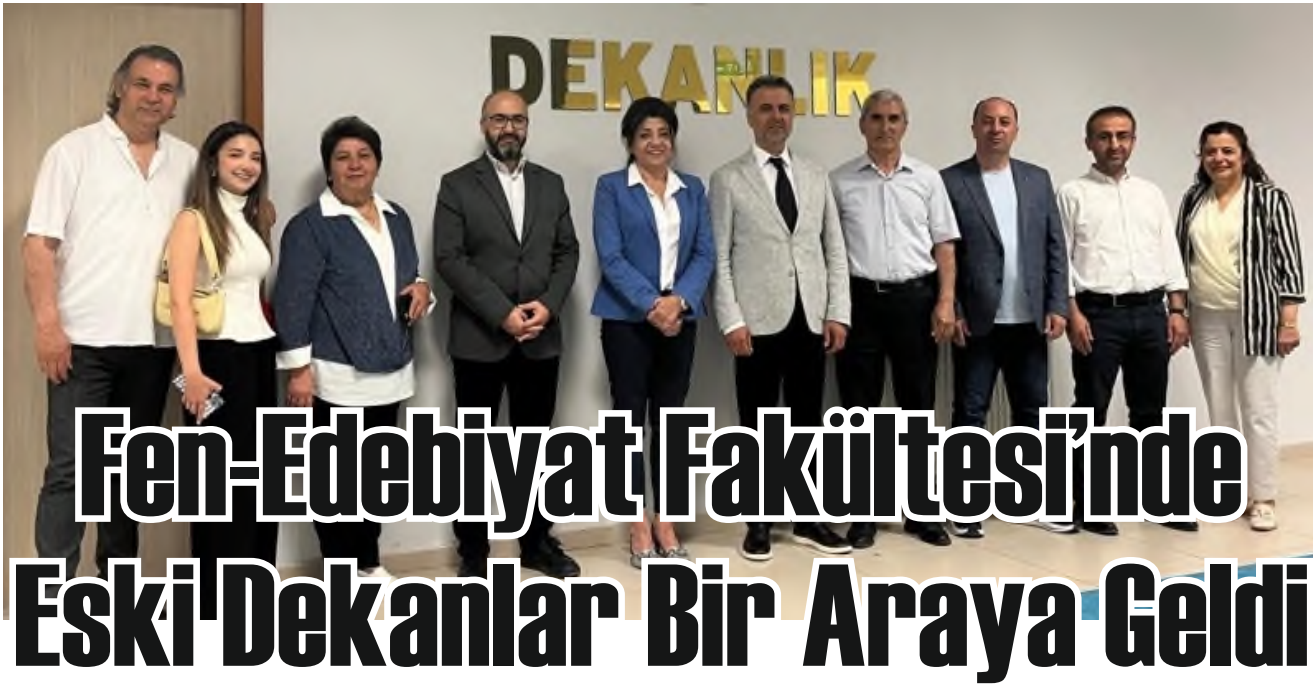 DEKANLIK
Fen-Edebiyat Fakültesi’nde
Eski Dekanlar Bir Araya Geldi